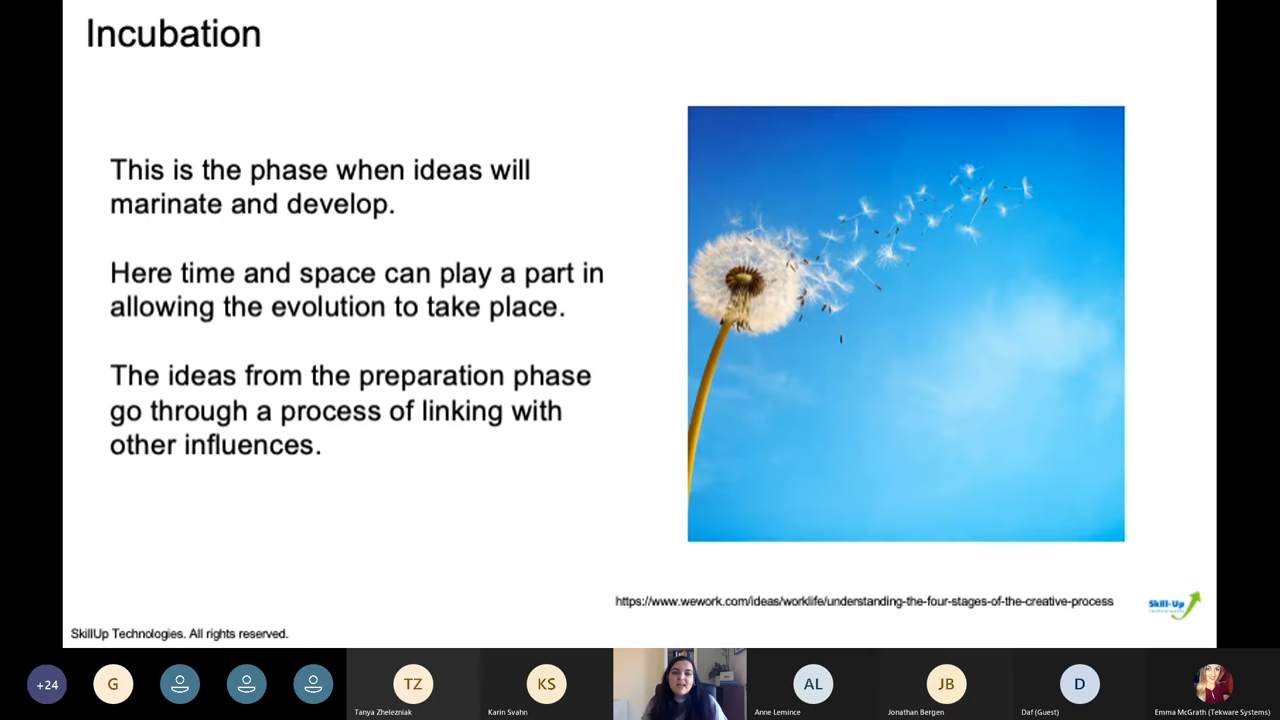 Incubation
This is the phase when ideas will
marinate and develop.
Here time and space can play a part in
allowing the evolution to take place.
The ideas from the preparation phase
go through a process of linking with
other influences.
https://www.wework.com/ideas/worklife/understanding-the-four-stages-of-the-creative-process
Skill-Up
SkillUp Technologies. All rights reserved.
+24
G
TZ
KS
AL
JB
D
Tanya Zhelezniak
Karin Svahn
Anne Lemince
Jonathan Bergen
Daf (Guest)
Emma McGrath (Tekware Systems)